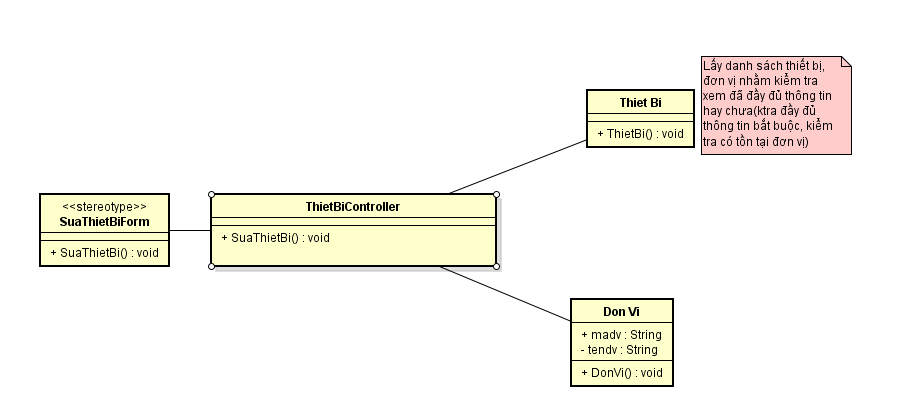 Lấy danh sách thiết bị,
đơn vị nhằm kiểm tra
xem đã đầy đủ thông tin
hay chưa(ktra đầy đủ
thông tin bắt buộc, kiểm
tra có tồn tại đơn vị)
Thiet Bi
+ ThietBi() : void
<<stereotype>>
SuaThietBiForm
+ SuaThietBi() : void
ThietBiController
+ SuaThietBi() : void
Don Vi
+ madv : String
- tendv : String
+ DonVi() : void